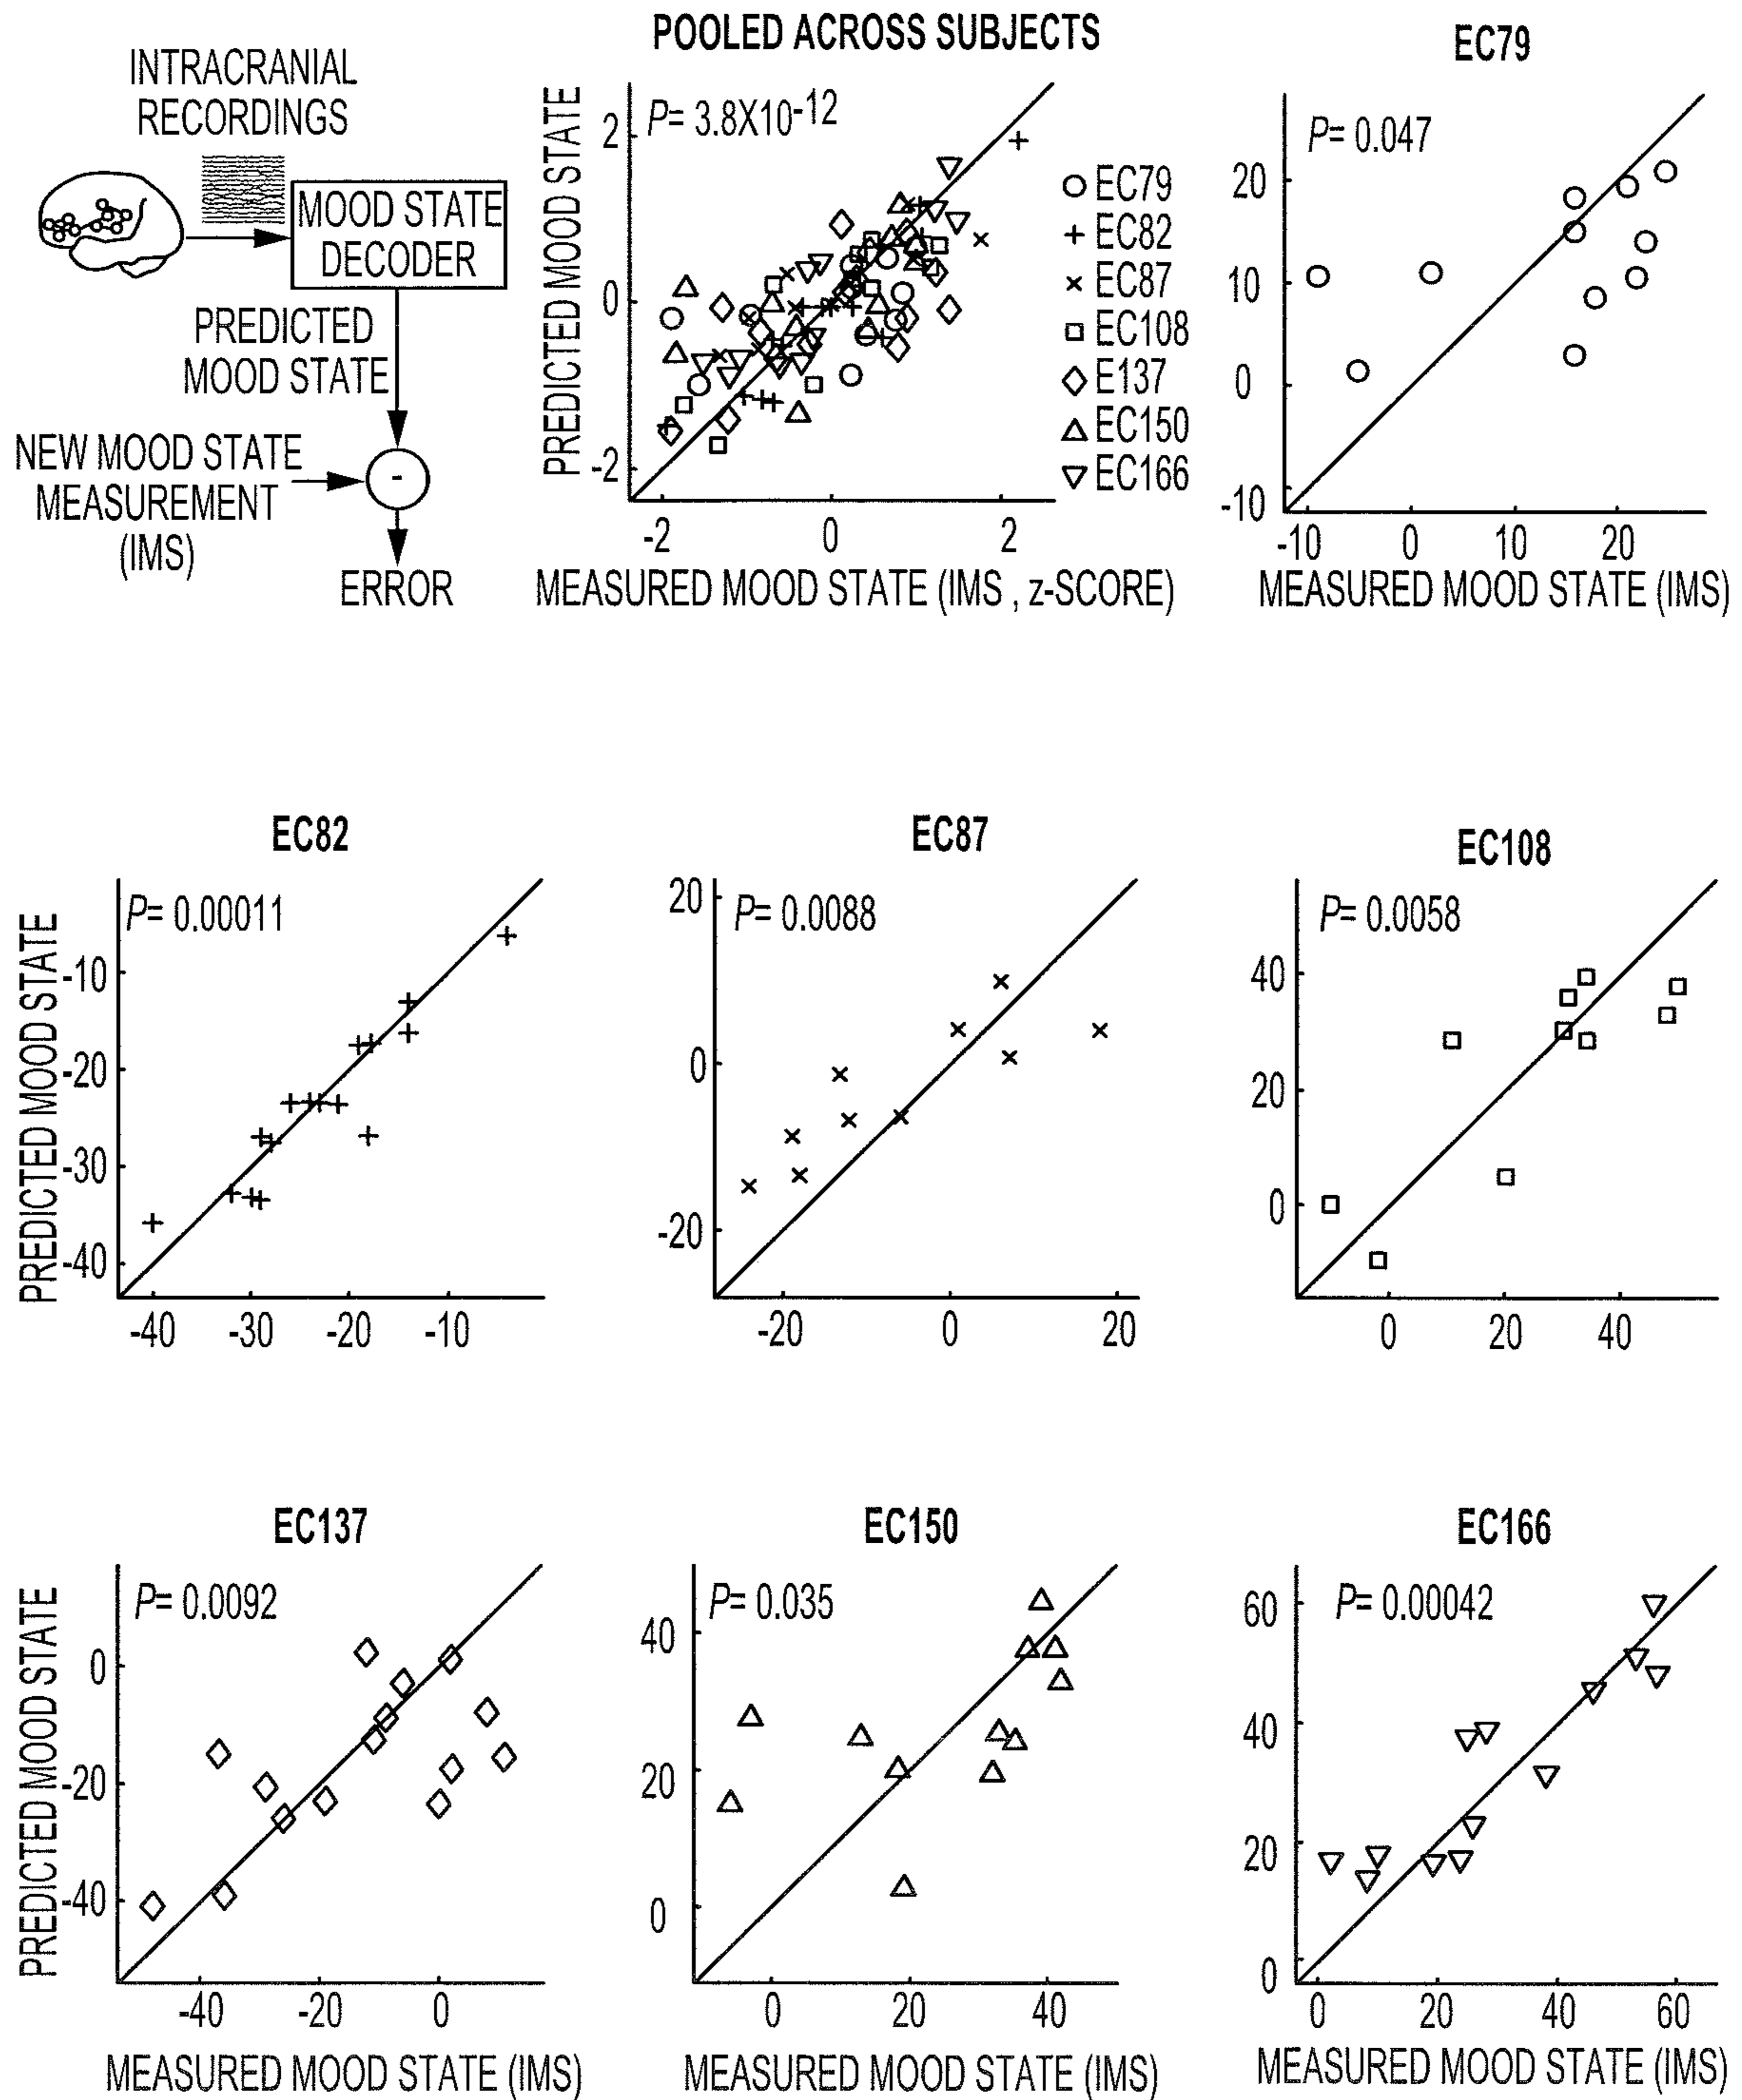 INTRACRANIAL
RECORDINGS
MOOD STATE
DECODER
PREDICTED
MOOD STATE
NEW MOOD STATE
MEASUREMENT
(IMS)
-
ERROR
POOLED ACROSS SUBJECTS
P= 3.8X10-12
PREDICTED MOOD STATE
2
0
-2
-2 0 2
MEASURED MOOD STATE (IMS , z-SCORE)
EC79
EC82
EC87
EC108
E137
EC150
EC166
EC79
P= 0.047
20
10
0
-10
-10 0 10 20
MEASURED MOOD STATE (IMS)
EC82
P= 0.00011
PREDICTED MOOD STATE
-10
-20
-30
-40
-40 -30 -20 -10
EC87
P= 0.0088
20
0
-20
-20 0 20
EC108
P= 0.0058
40
20
0
0 20 40
EC137
P= 0.0092
PREDICTED MOOD STATE
0
-20
-40
-40 -20 0
MEASURED MOOD STATE (IMS)
EC150
P= 0.035
40
20
0
0 20 40
MEASURED MOOD STATE (IMS)
EC166
P= 0.00042
60
40
20
0
0 20 40 60
MEASURED MOOD STATE (IMS)